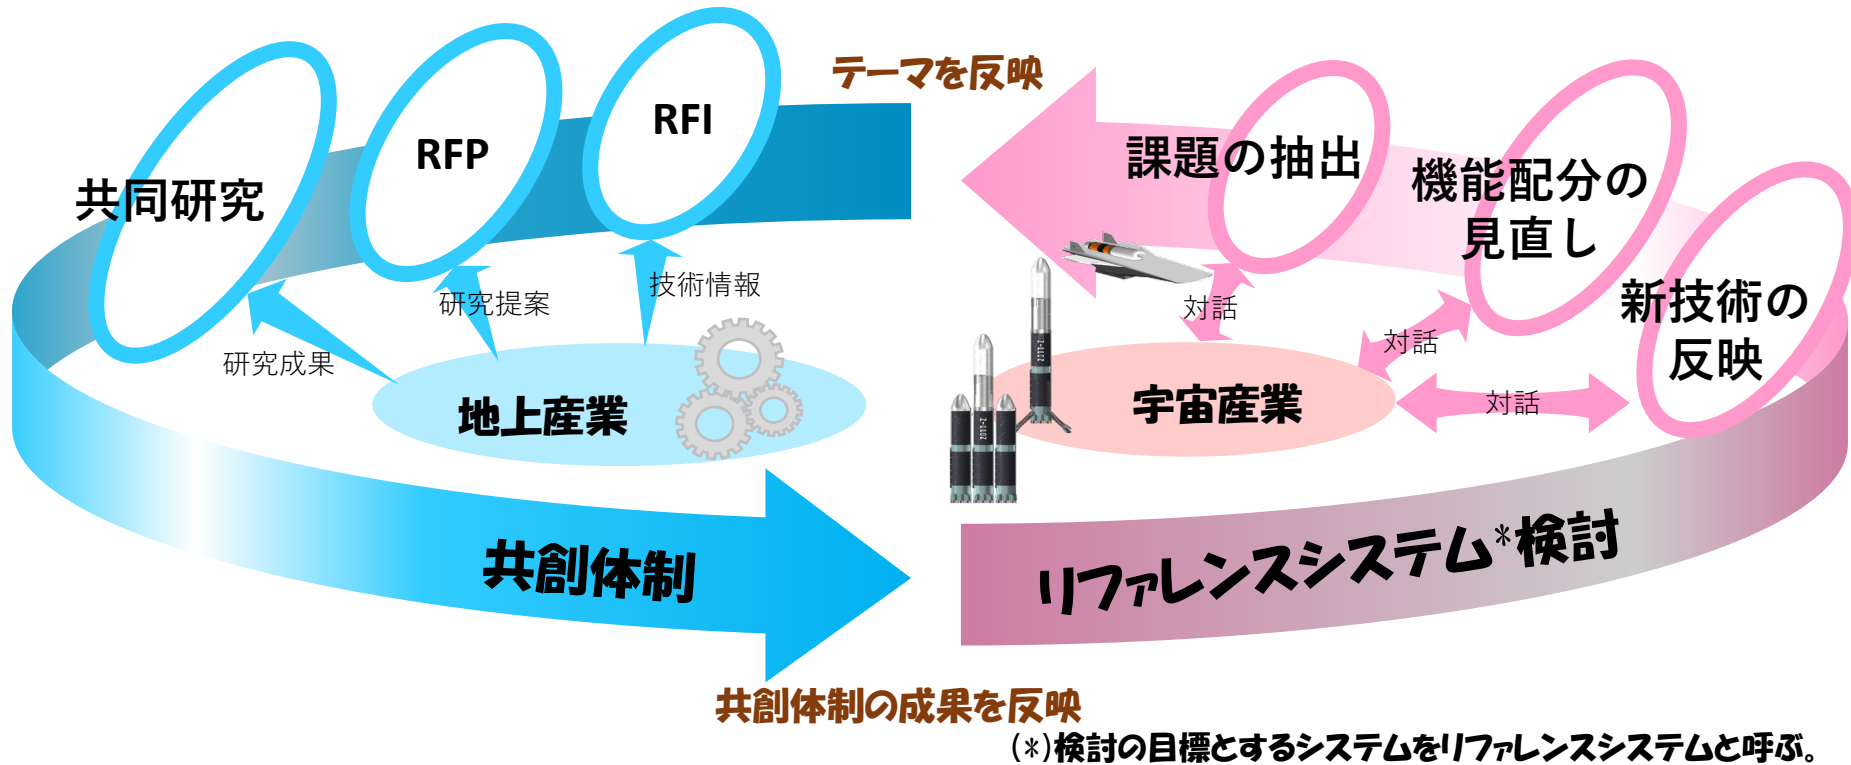 テーマを反映
RFI
RFP
共同研究
課題の抽出
機能配分の
見直し
新技術の
反映
技術情報
研究提案
研究成果
対話
対話
対話
地上産業
宇宙産業
共創体制
リファレンスシステム*検討
共創体制の成果を反映
(*)検討の目標とするシステムをリファレンスシステムと呼ぶ。